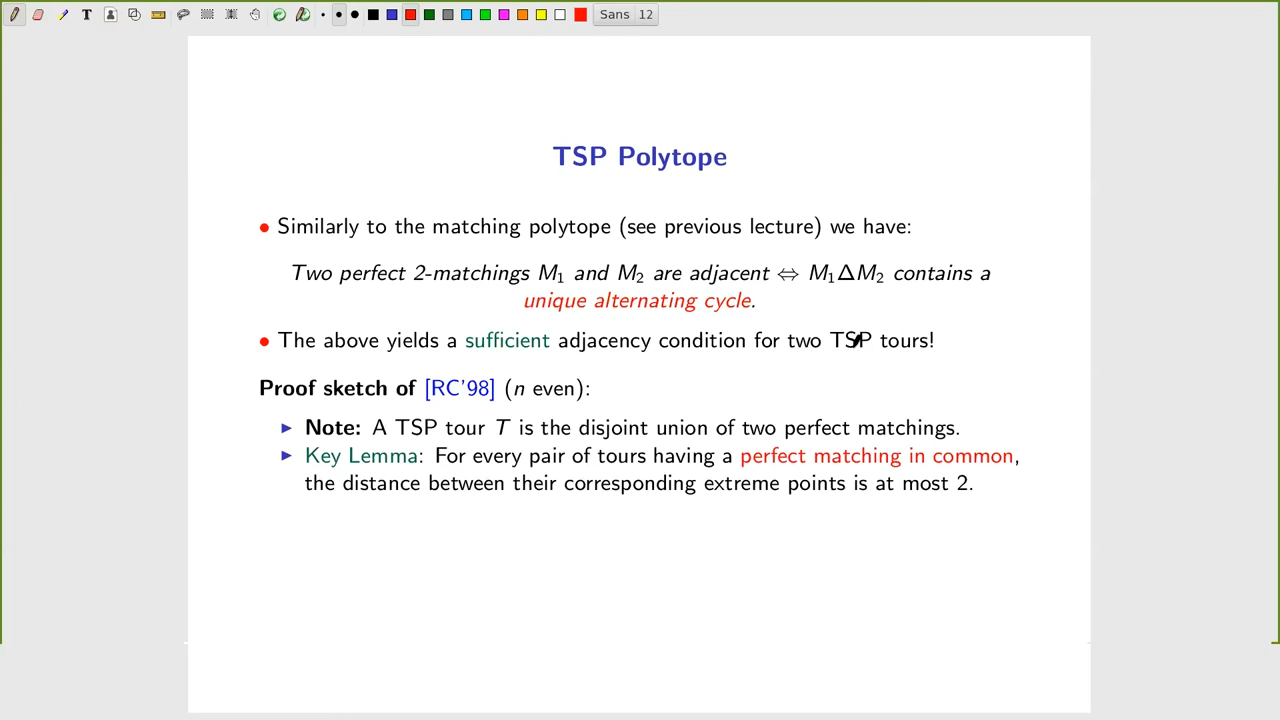 T
Sans 12
TSP Polytope
• Similarly to the matching polytope (see previous lecture) we have:
Two perfect 2-matchings M₁ and M₂ are adjacent ⇔ M₁ΔM₂ contains a
unique alternating cycle.
• The above yields a sufficient adjacency condition for two TSP tours!
Proof sketch of [RC'98] (n even):
▶ Note: A TSP tour T is the disjoint union of two perfect matchings.
▶ Key Lemma: For every pair of tours having a perfect matching in common,
the distance between their corresponding extreme points is at most 2.